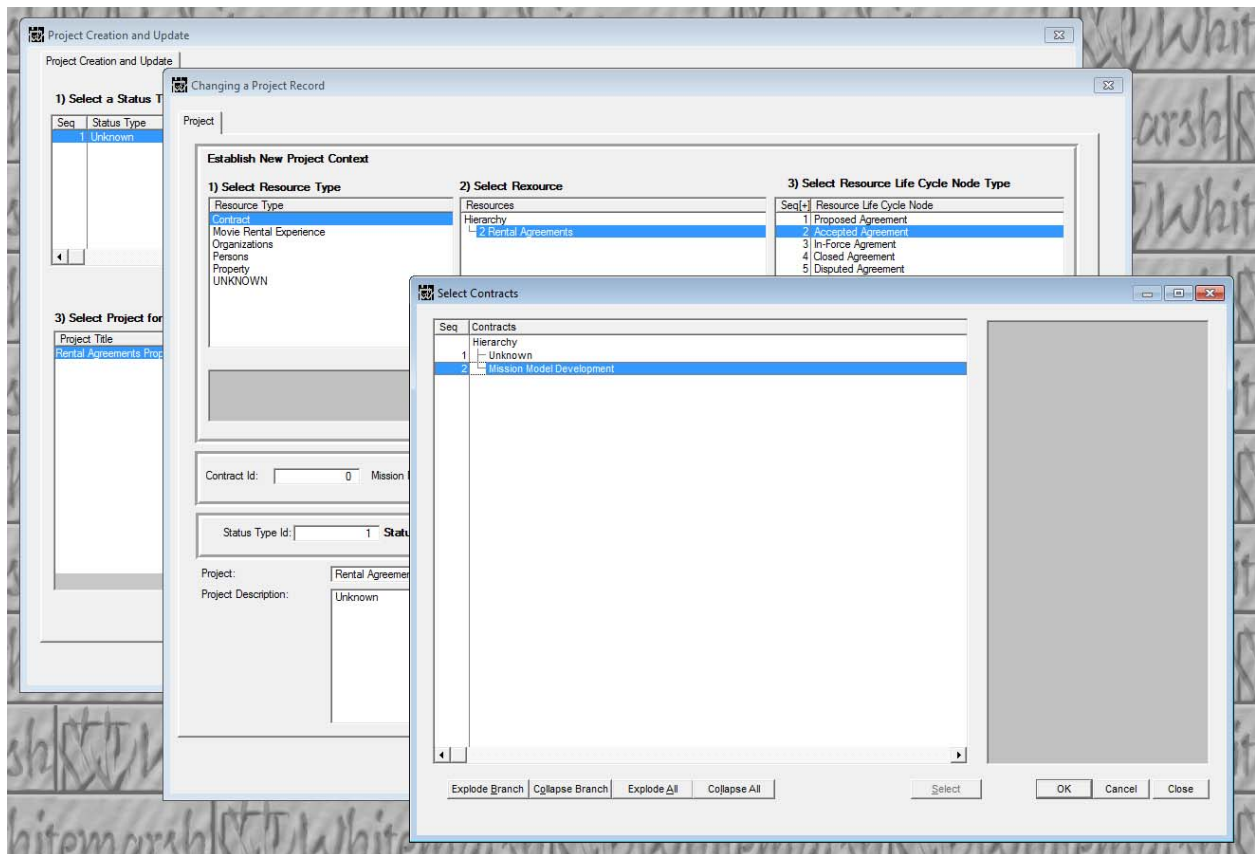 Project Creation and Update
Project Creation and Update
1) Select a Status T
Seq Status Type
1 Unknown
3) Select Project for
Project Title
Rental Agreements Prop
Changing a Project Record
Project
Establish New Project Context
1) Select Resource Type
Resource Type
Contract
Movie Rental Experience
Organizations
Persons
Property
UNKNOWN
2) Select Rexource
Resources
Hierarchy
2 Rental Agreements
3) Select Resource Life Cycle Node Type
Seq[+] Resource Life Cycle Node
1 Proposed Agreement
2 Accepted Agreement
3 In-Force Agrement
4 Closed Agreement
5 Disputed Agreement
Contract Id: 0 Mission
Status Type Id: 1 Statu
Project: Rental Agreemen
Project Description: Unknown
Select Contracts
Seq Contracts
Hierarchy
1 Unknown
2 Mission Model Development
Explode Branch Collapse Branch Explode All Collapse All Select OK Cancel Close